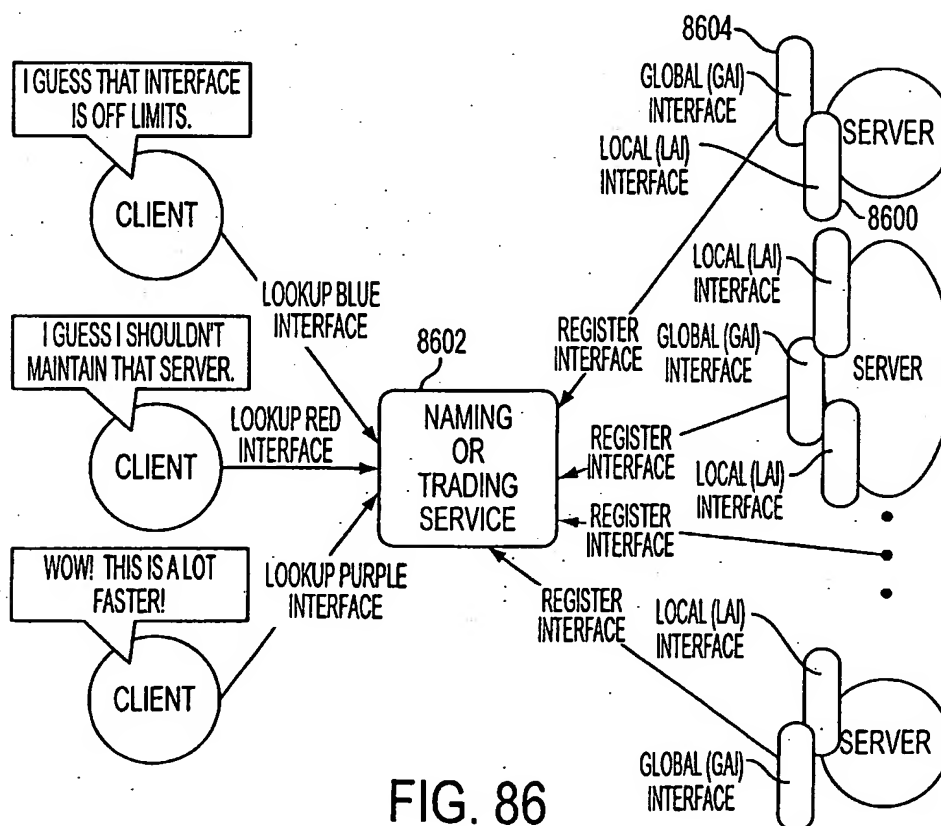 I GUESS THAT INTERFACE
IS OFF LIMITS.
CLIENT
LOOKUP BLUE
INTERFACE
I GUESS I SHOULDN'T
MAINTAIN THAT SERVER.
CLIENT
LOOKUP RED
INTERFACE
WOW! THIS IS A LOT
FASTER!
CLIENT
LOOKUP PURPLE
INTERFACE
8602
NAMING
OR
TRADING
SERVICE
8604
GLOBAL (GAI)
INTERFACE
LOCAL (LAI)
INTERFACE
SERVER
8600
REGISTER
INTERFACE
LOCAL (LAI)
INTERFACE
GLOBAL (GAI)
INTERFACE
SERVER
REGISTER
INTERFACE
LOCAL (LAI)
INTERFACE
REGISTER
INTERFACE
REGISTER
INTERFACE
LOCAL (LAI)
INTERFACE
SERVER
GLOBAL (GAI)
INTERFACE
FIG. 86